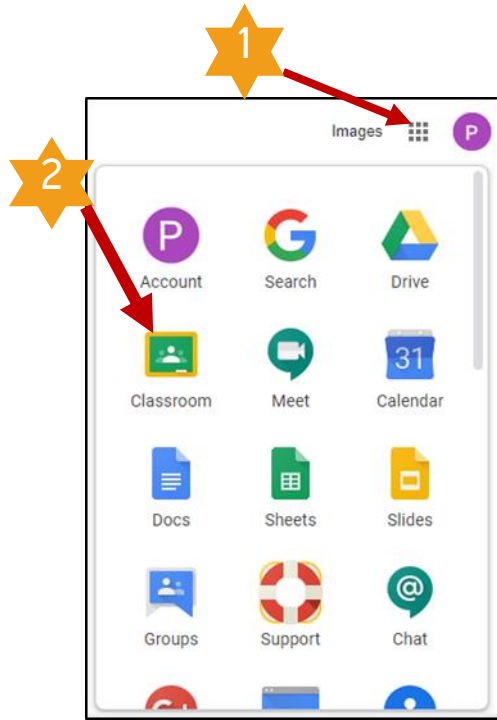 1
Images P
2
P
Account Search Drive
31
Classroom Meet Calendar
Docs Sheets Slides
@
Groups Support Chat